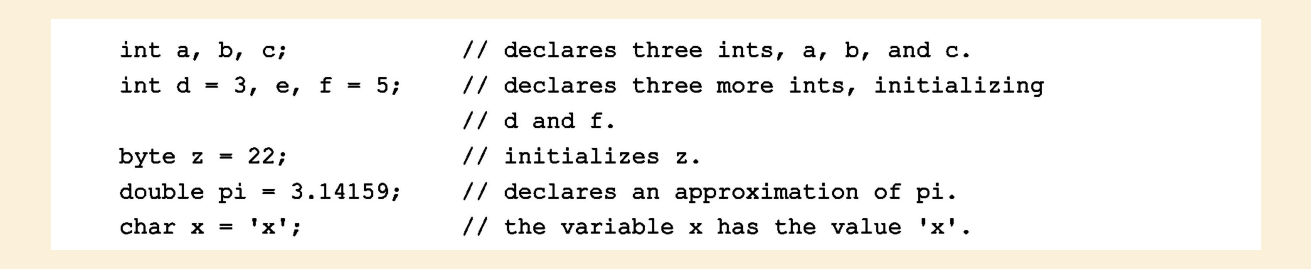 int a, b, c;             // declares three ints, a, b, and c.
int d = 3, e, f = 5;     // declares three more ints, initializing
                         // d and f.
byte z = 22;             // initializes z.
double pi = 3.14159;     // declares an approximation of pi.
char x = 'x';            // the variable x has the value 'x'.